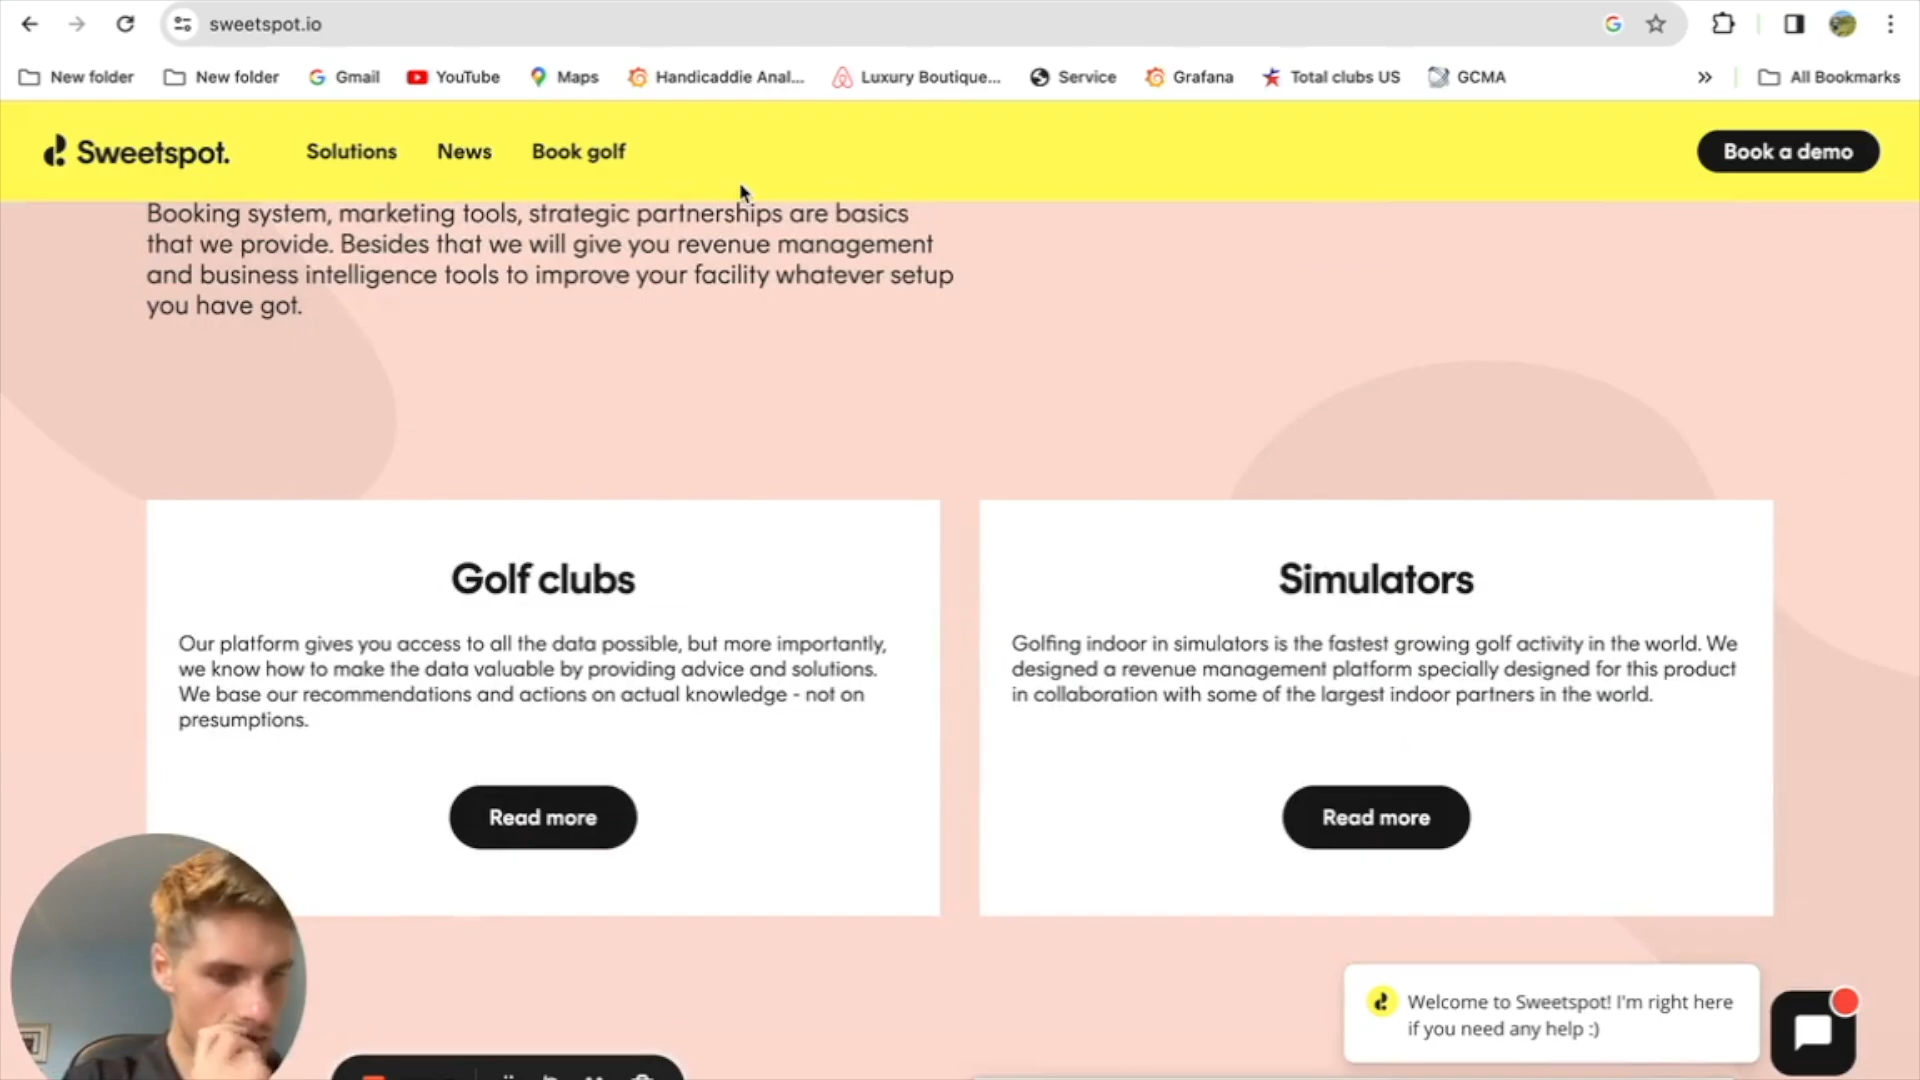 sweetspot.io
New folder New folder Gmail YouTube Maps Handicaddie Anal... Luxury Boutique... Service Grafana Total clubs US GCMA All Bookmarks
Sweetspot. Solutions News Book golf Book a demo
Booking system, marketing tools, strategic partnerships are basics
that we provide. Besides that we will give you revenue management
and business intelligence tools to improve your facility whatever setup
you have got.
Golf clubs
Our platform gives you access to all the data possible, but more importantly,
we know how to make the data valuable by providing advice and solutions.
We base our recommendations and actions on actual knowledge - not on
presumptions.
Read more
Simulators
Golfing indoor in simulators is the fastest growing golf activity in the world. We
designed a revenue management platform specially designed for this product
in collaboration with some of the largest indoor partners in the world.
Read more
Welcome to Sweetspot! I'm right here
if you need any help :)